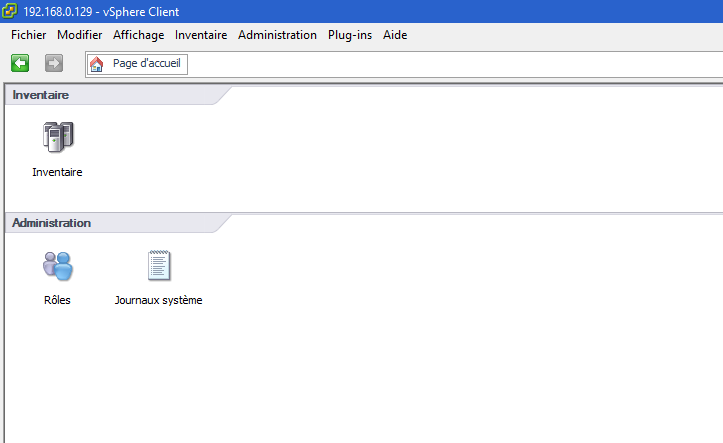 192.168.0.129 - vSphere Client
Fichier Modifier Affichage Inventaire Administration Plug-ins Aide
Page d'accueil
Inventaire
Inventaire
Administration
Rôles Journaux système